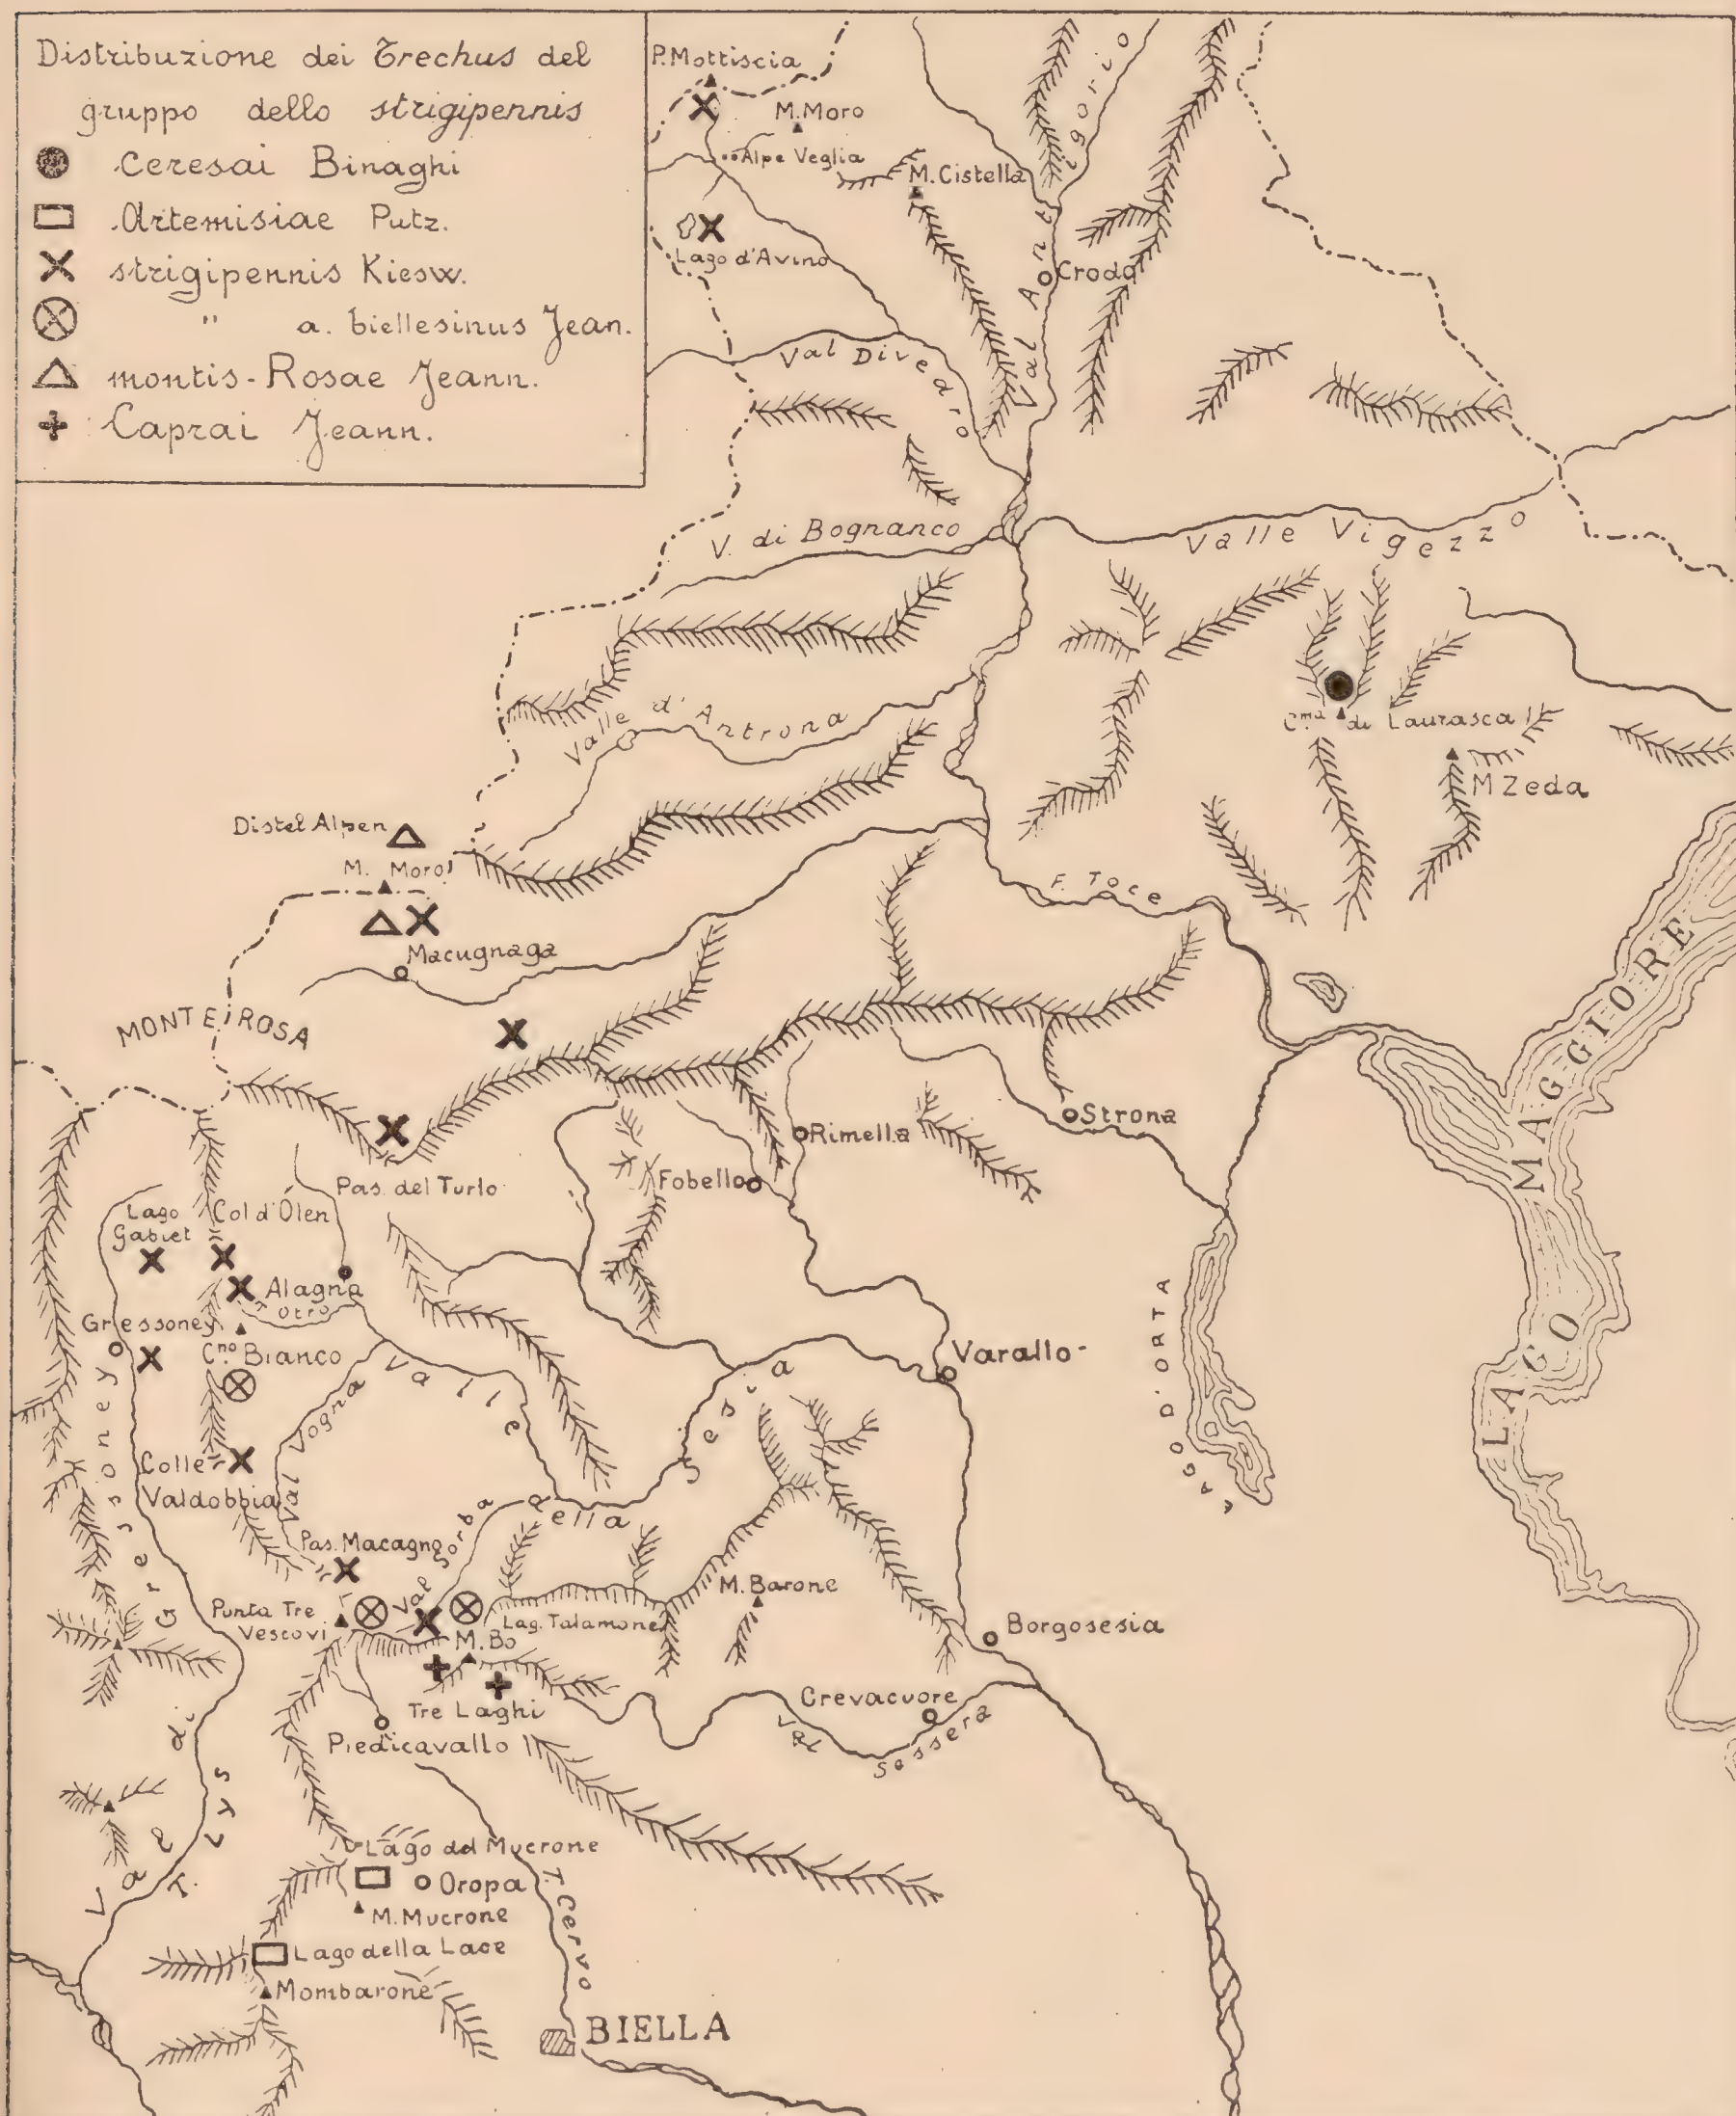 Distribuzione dei Trechus del
gruppo dello strigipennis
Ceresai Binaghi
Artemisiae Putz.
strigipennis Kiesw.
" a. biellesinus Jean.
montis-Rosae Jeann.
Caprai Jeann.
P. Mottiscia
M. Moro
Alpe Veglia
M. Cistella
Lago d'Avino
Crodo
Val Antigorio
Val Divedro
V. di Bognanco
Valle Vigezzo
Valle d'Antrona
Cma di Laurasca
M Zeda
Distel Alpen
M. Moro
Macugnaga
F. Toce
MONTE ROSA
LAGO MAGGIORE
Strona
Rimella
Fobello
Pas. del Turlo
Lago
Gabiet
Col d'Olen
Alagna
Otro
Gressoney
Cno Bianco
Varallo
LAGO D'ORTA
Valle della Sesia
Val Vogna
Colle
Valdobbia
Pas. Macagno
Val Sorba
Punta Tre
Vescovi
Lag. Talamone
M. Bo
M. Barone
Borgosesia
Tre Laghi
Crevacuore
Val Sessera
Piedicavallo
Val di Gressoney
T. Lys
Lago del Mucrone
Oropa
M. Mucrone
T. Cervo
Lago della Lace
Mombarone
BIELLA